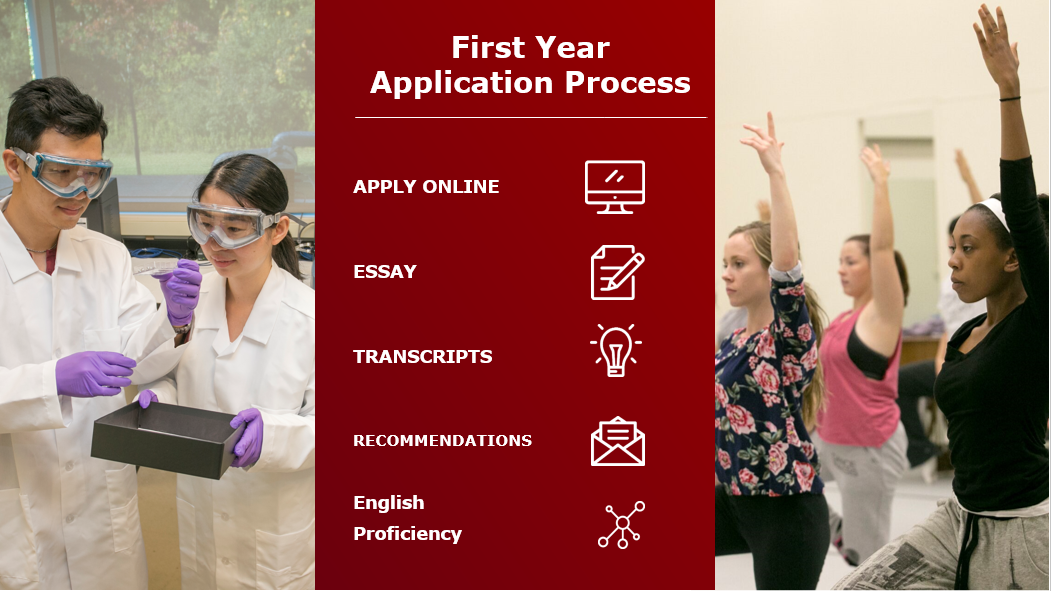 First Year
Application Process
APPLY ONLINE
ESSAY
TRANSCRIPTS
RECOMMENDATIONS
English
Proficiency